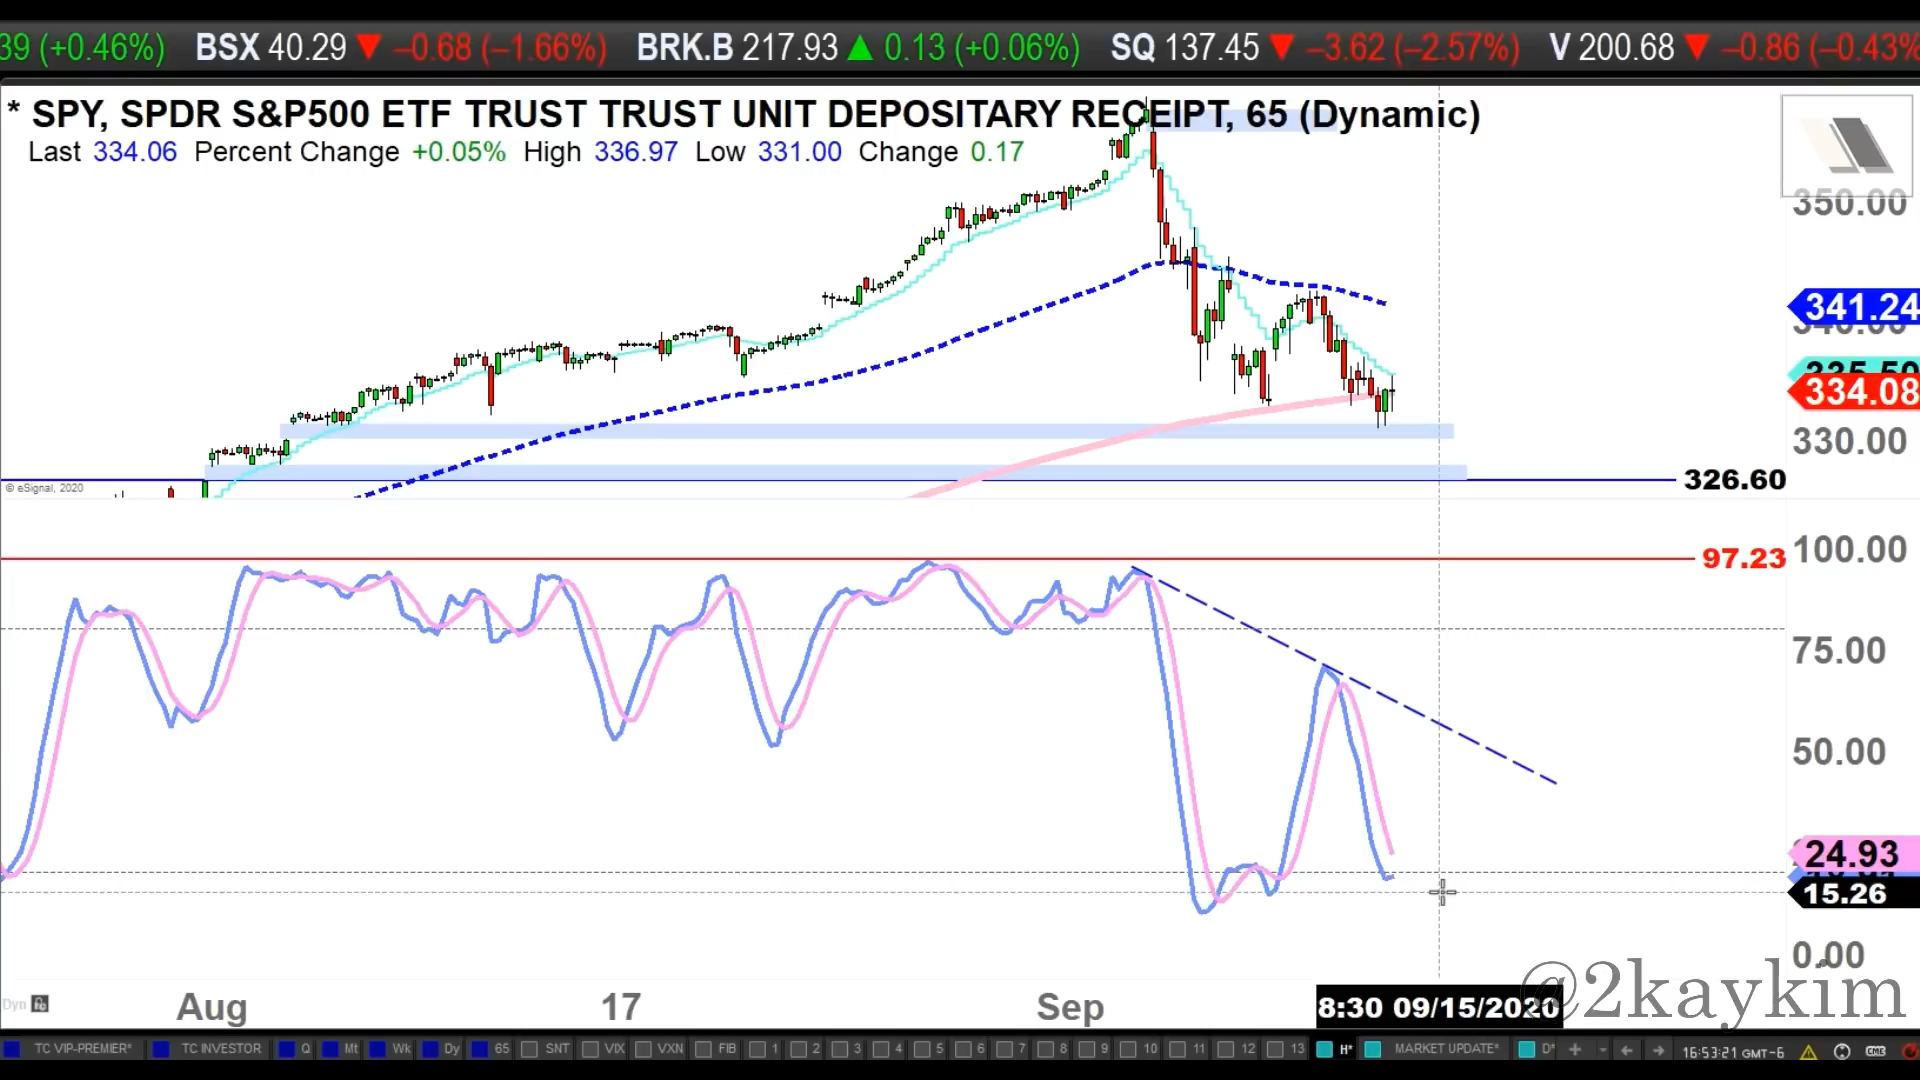 39 (+0.46%) BSX 40.29 ▼ −0.68 (−1.66%) BRK.B 217.93 ▲ 0.13 (+0.06%) SQ 137.45 ▼ −3.62 (−2.57%) V 200.68 ▼ −0.86 (−0.43%
* SPY, SPDR S&P500 ETF TRUST TRUST UNIT DEPOSITARY RECEIPT, 65 (Dynamic)
Last 334.06 Percent Change +0.05% High 336.97 Low 331.00 Change 0.17
350.00
341.24
340.00
335.50
334.08
330.00
326.60
© eSignal, 2020
100.00
97.23
75.00
50.00
24.93
15.26
0.00
@2kaykim
Dyn
Aug 17 Sep 8:30 09/15/2020
TC VIP-PREMIER* TC INVESTOR Q Mt Wk Dy 65 SNT VIX VXN FIB 1 2 3 4 5 6 7 8 9 10 11 12 13 H* MARKET UPDATE* D* + 16:53:21 GMT-6 CME